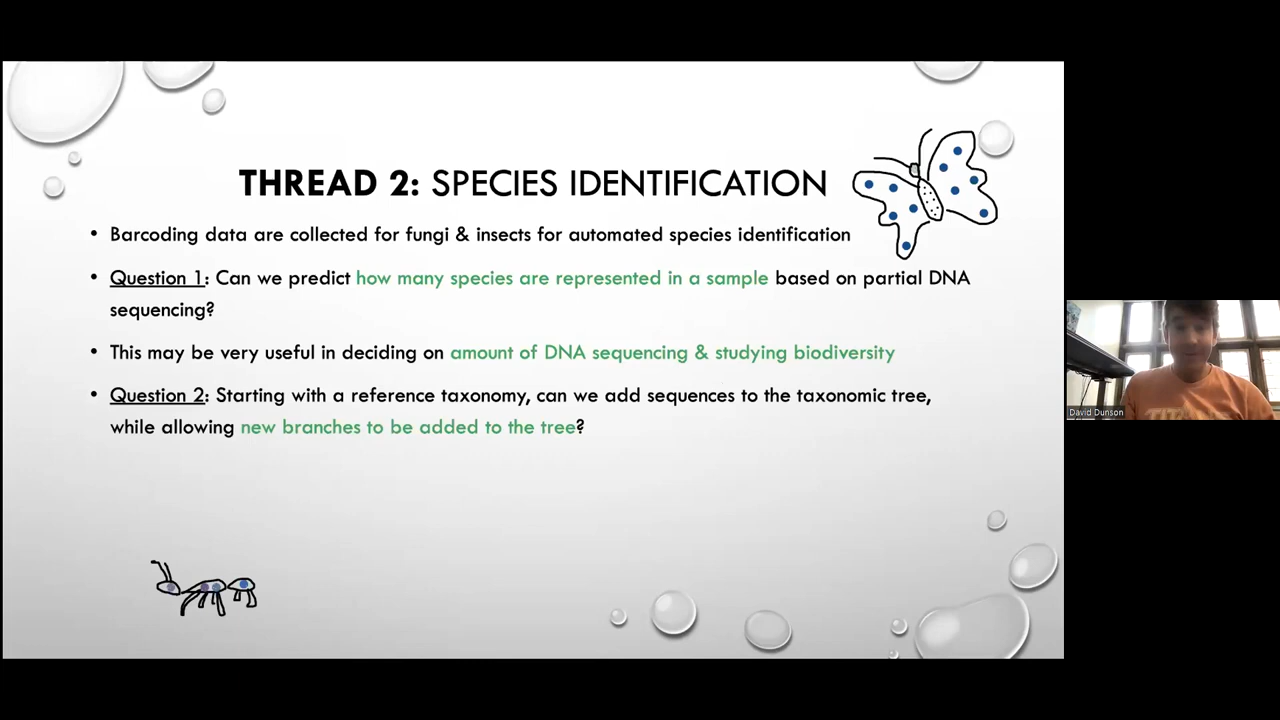 THREAD 2: SPECIES IDENTIFICATION
• Barcoding data are collected for fungi & insects for automated species identification
• Question 1: Can we predict how many species are represented in a sample based on partial DNA
sequencing?
• This may be very useful in deciding on amount of DNA sequencing & studying biodiversity
• Question 2: Starting with a reference taxonomy, can we add sequences to the taxonomic tree,
while allowing new branches to be added to the tree?
David Dunson